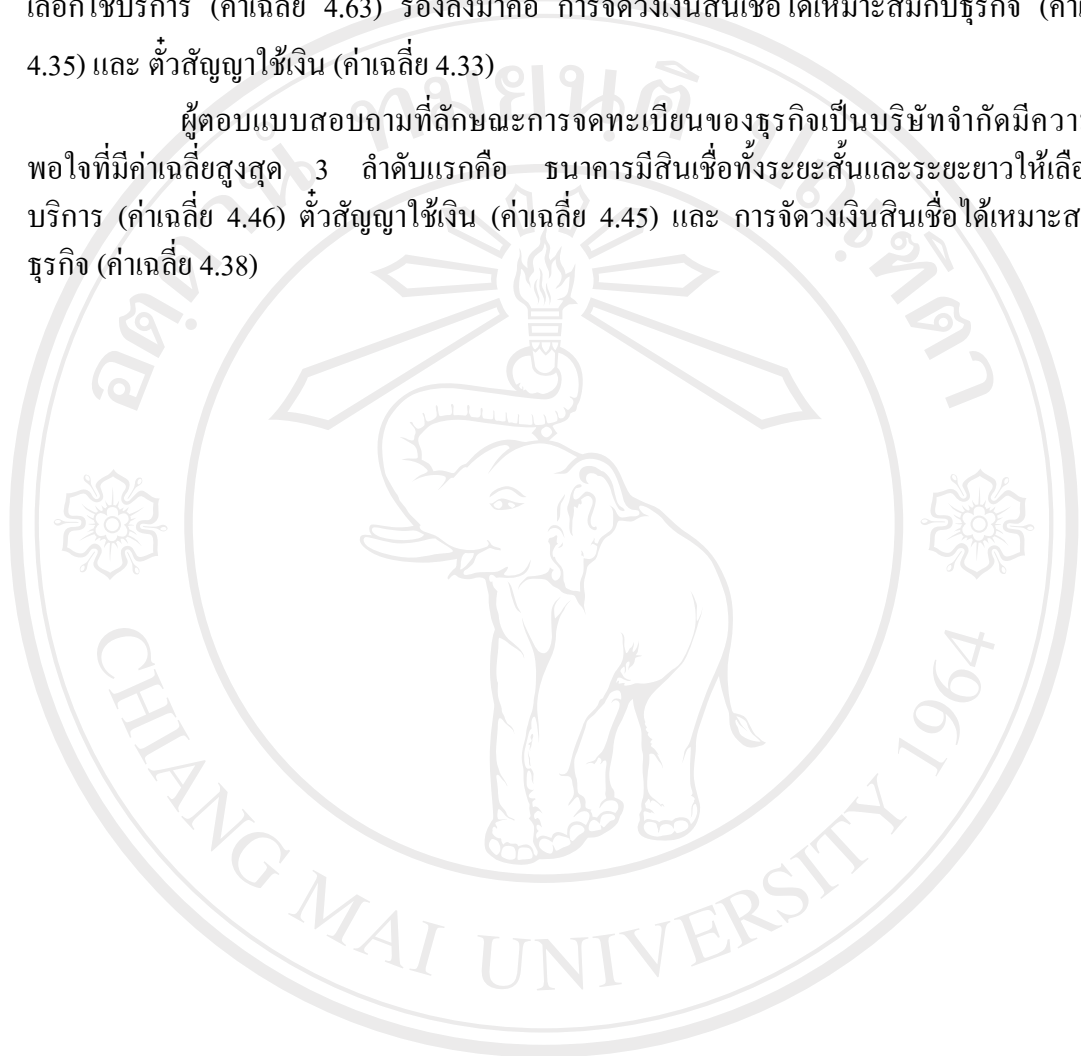 เลือกใช้บริการ (ค่าเฉลี่ย 4.63) รองลงมาคือ การจัดวงเงินสินเชื่อได้เหมาะสมกับธุรกิจ
4.35) และ ตั๋วสัญญาใช้เงิน (ค่าเฉลี่ย 4.33)
ผู้ตอบแบบสอบถามที่ลักษณะการจดทะเบียนของธุรกิจเป็นบริษัทจำกัดมีความ
พอใจที่มีค่าเฉลี่ยสูงสุด 3 ลำดับแรกคือ ธนาคารมีสินเชื่อทั้งระยะสั้นและระยะยาวให้เลือ
บริการ (ค่าเฉลี่ย 4.46) ตั๋วสัญญาใช้เงิน (ค่าเฉลี่ย 4.45) และ การจัดวงเงินสินเชื่อได้เหมาะส
ธุรกิจ (ค่าเฉลี่ย 4.38)
CHIANG MAI UNIVERSITY 1964